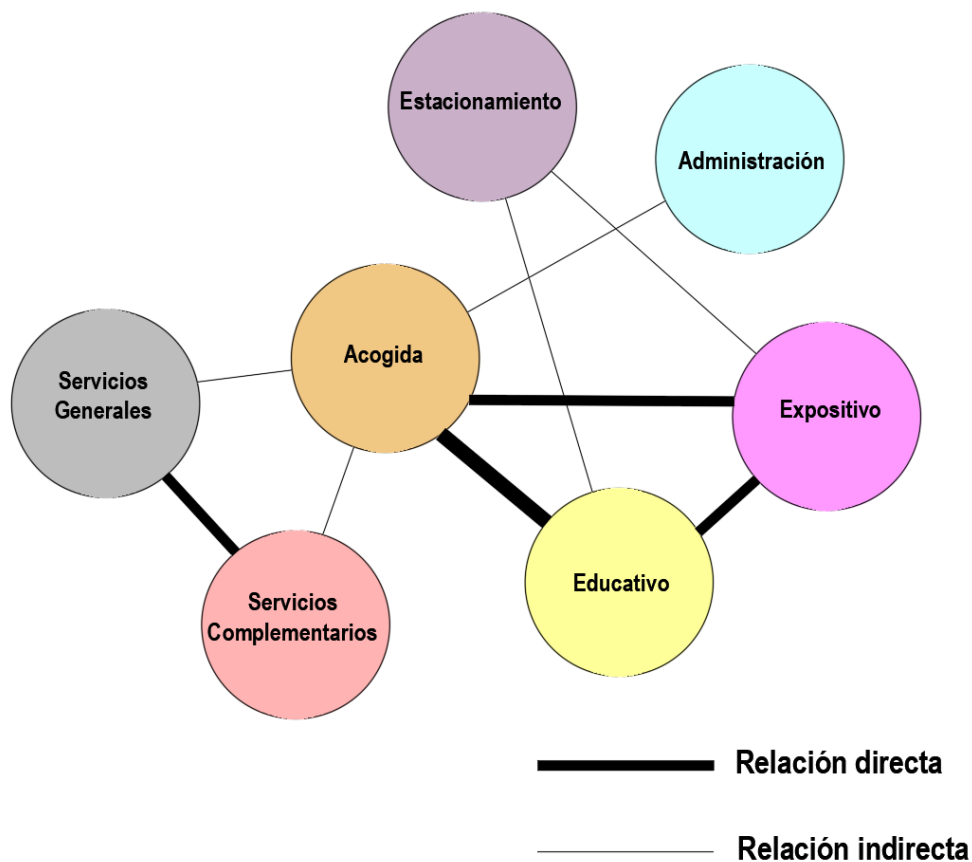 Estacionamiento
Administración
Acogida
Servicios
Generales
Expositivo
Educativo
Servicios
Complementarios
Relación directa
Relación indirecta